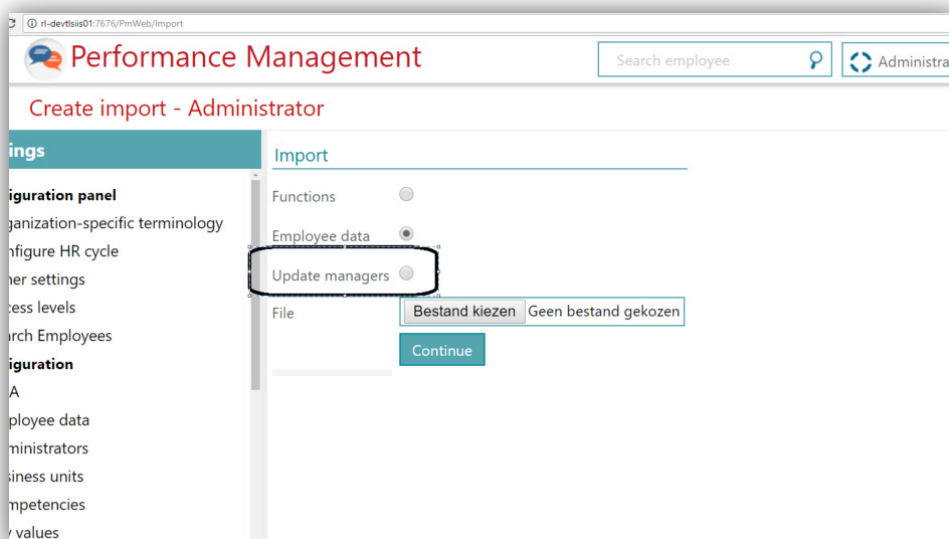 rl-devtlsiis01:7676/PmWeb/Import
Performance Management
Search employee
Administra
Create import - Administrator
ings
Import
iguration panel
Functions
ganization-specific terminology
Employee data
nfigure HR cycle
Update managers
her settings
cess levels
File
Bestand kiezen Geen bestand gekozen
arch Employees
Continue
iguration
A
ployee data
ministrators
siness units
mpetencies
y values